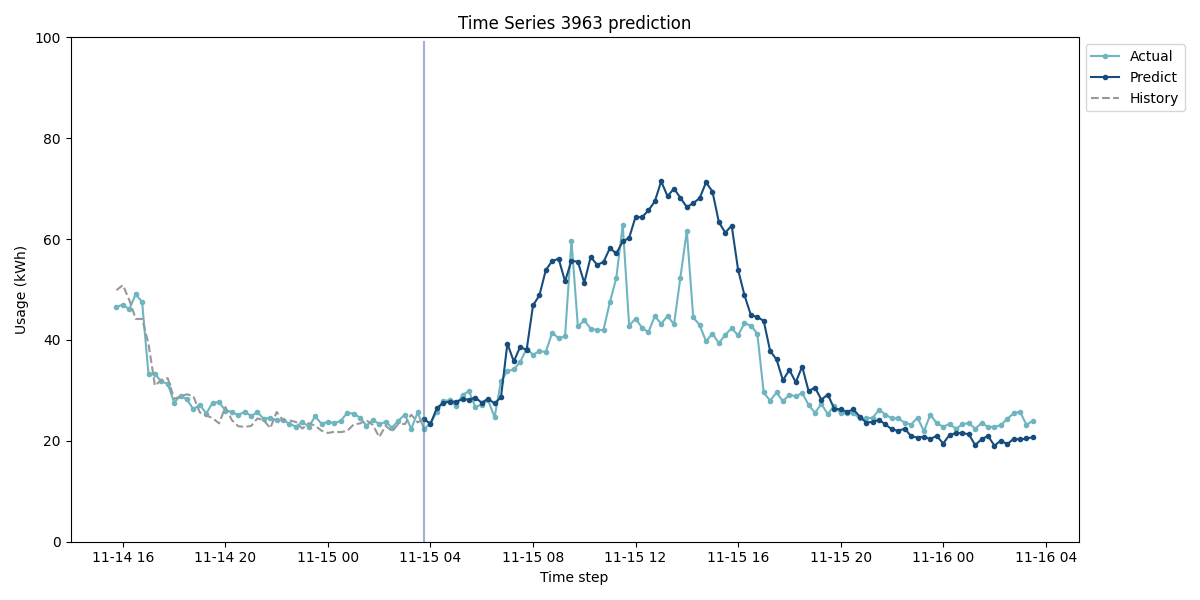 Time Series 3963 prediction
100
80
60
40
20
0
Usage (kWh)
11-14 16
11-14 20
11-15 00
11-15 04
11-15 08
11-15 12
11-15 16
11-15 20
11-16 00
11-16 04
Time step
Actual
Predict
History